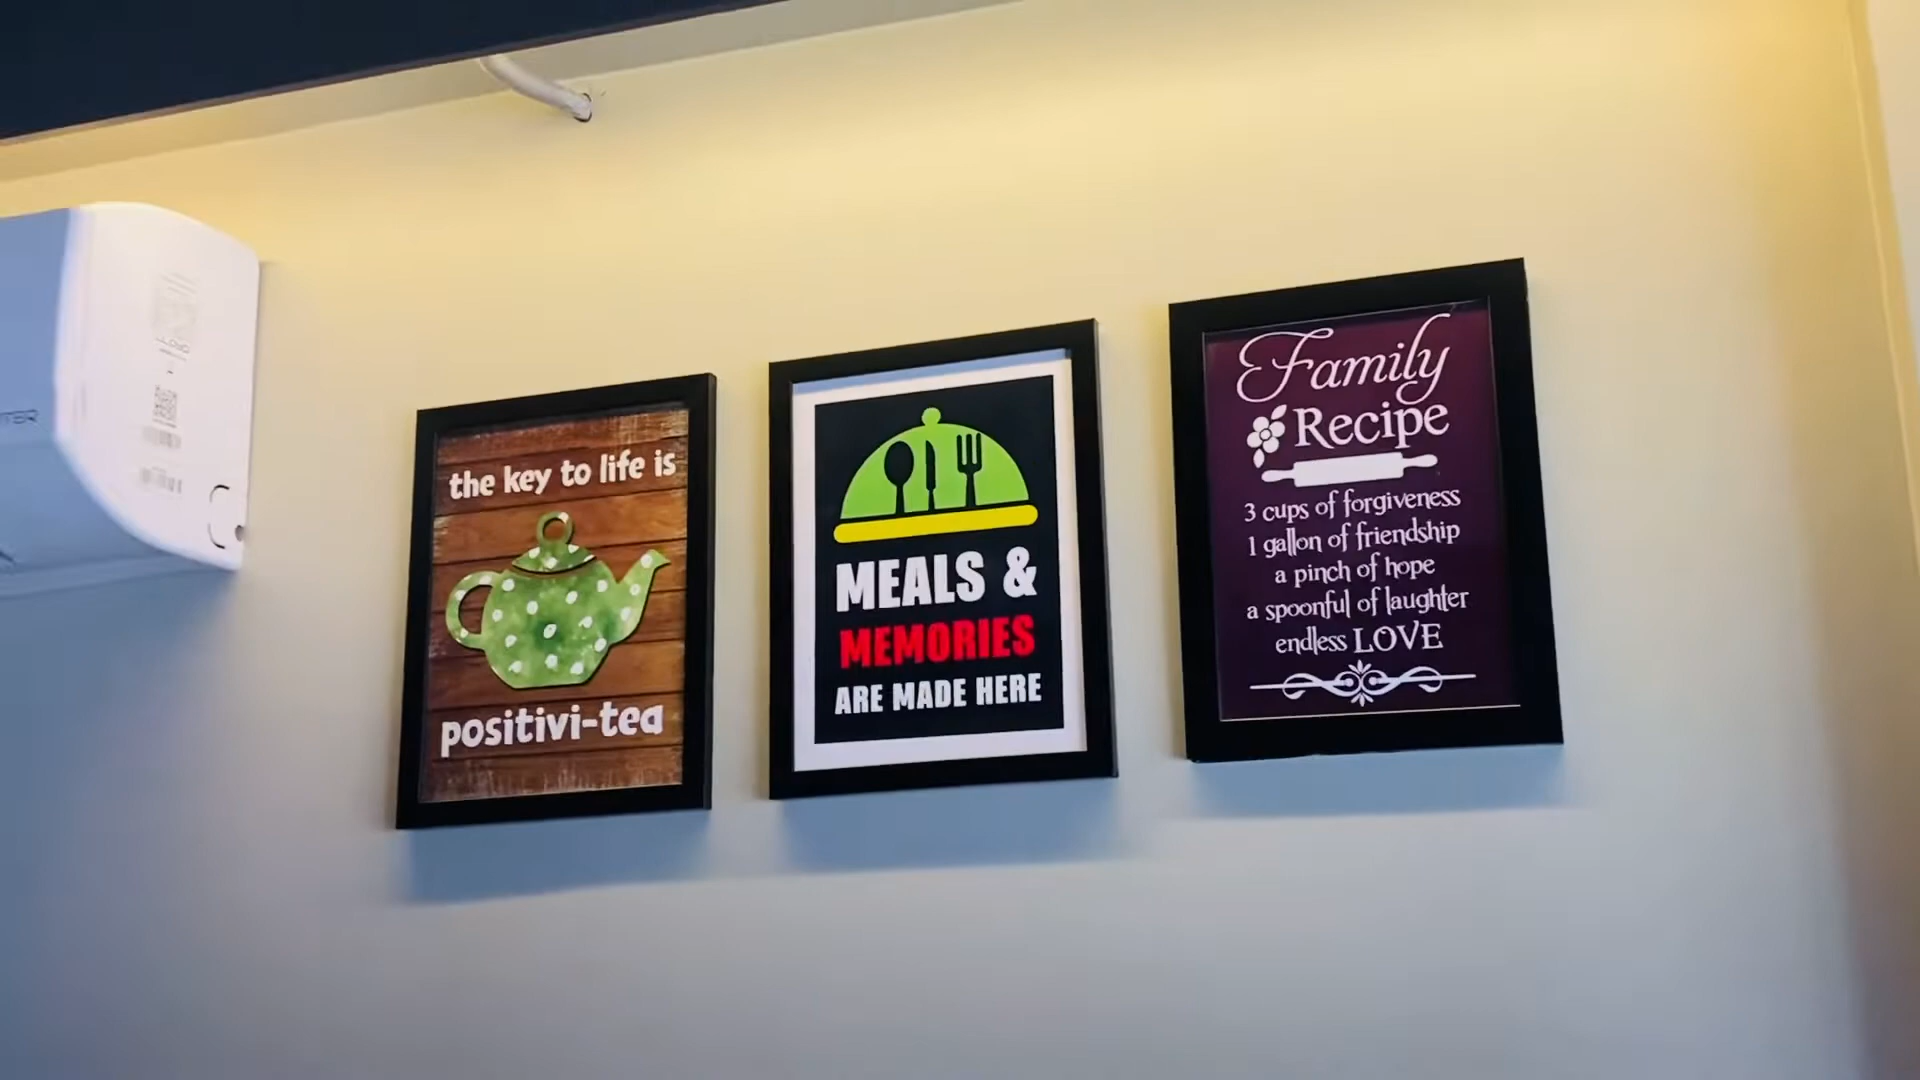 the key to life is
positivi-tea
MEALS &
MEMORIES
ARE MADE HERE
Family
Recipe
3 cups of forgiveness
1 gallon of friendship
a pinch of hope
a spoonful of laughter
endless LOVE